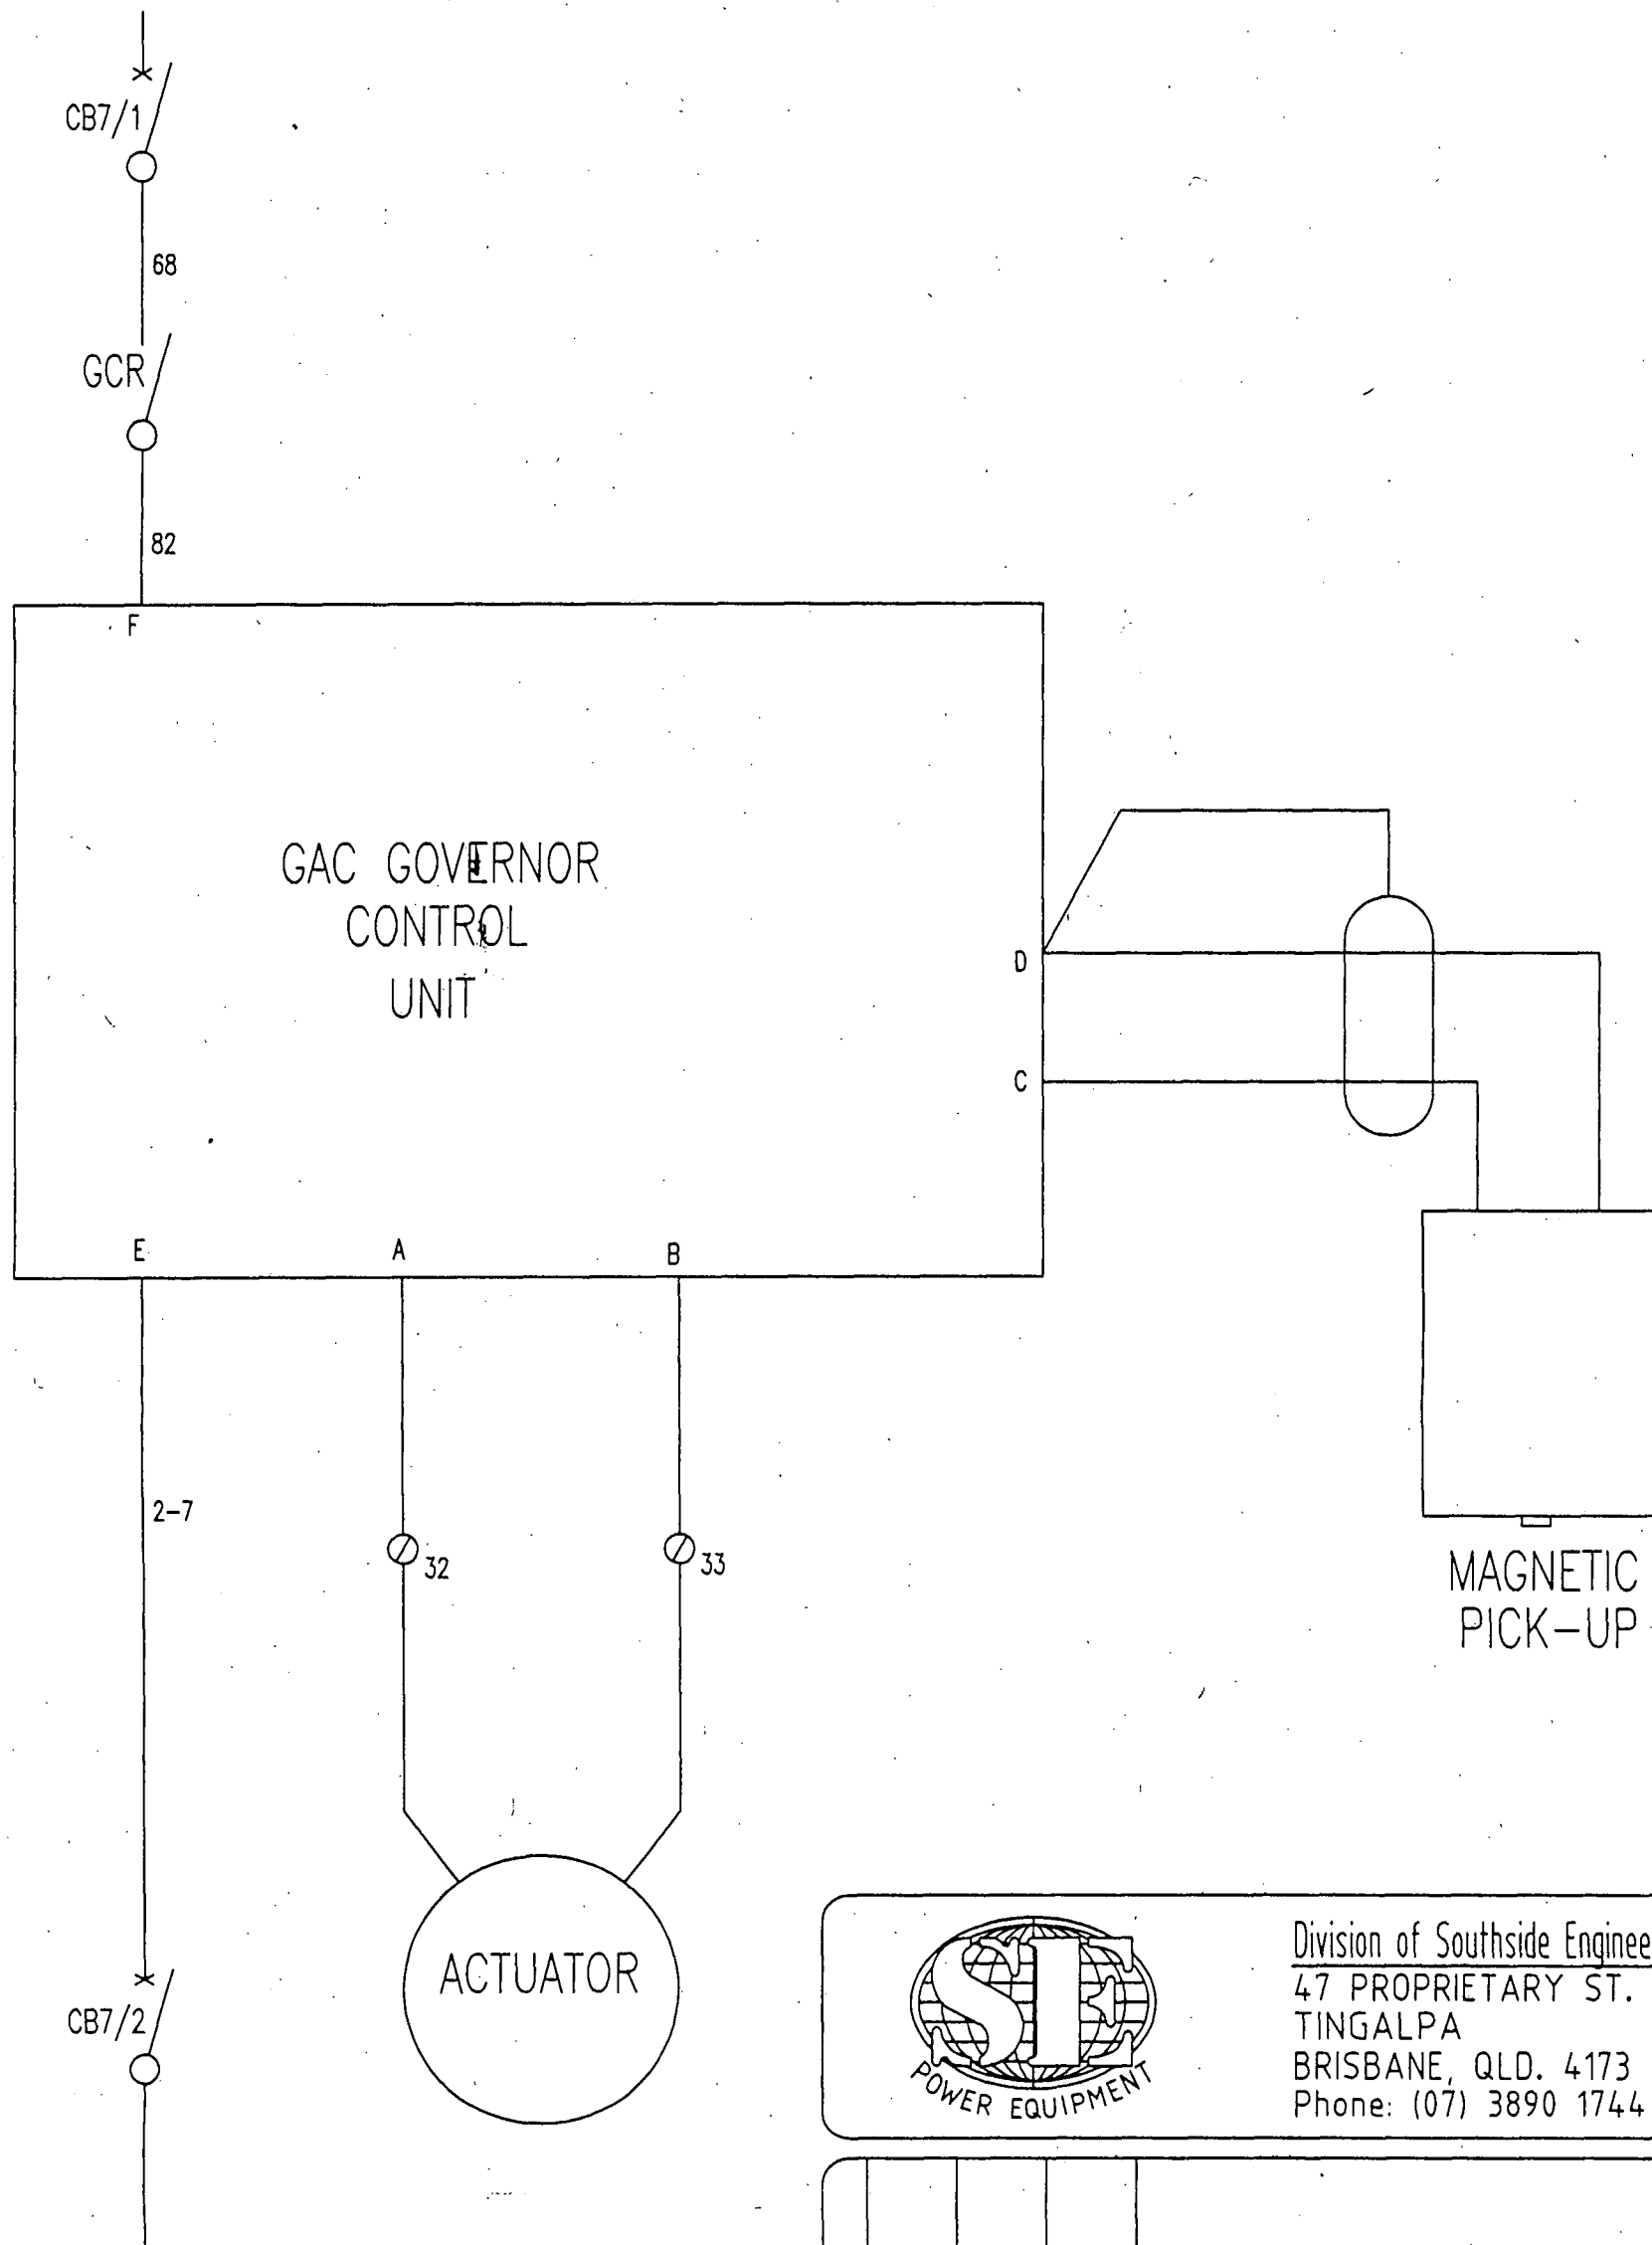 CB7/1
68
GCR
82
F
GAC GOVERNOR
CONTROL
UNIT
D
C
E
A
B
2-7
32
33
MAGNETIC
PICK-UP
CB7/2
ACTUATOR
STE
POWER EQUIPMENT
Division of Southside Enginee
47 PROPRIETARY ST.
TINGALPA
BRISBANE, QLD. 4173
Phone: (07) 3890 1744